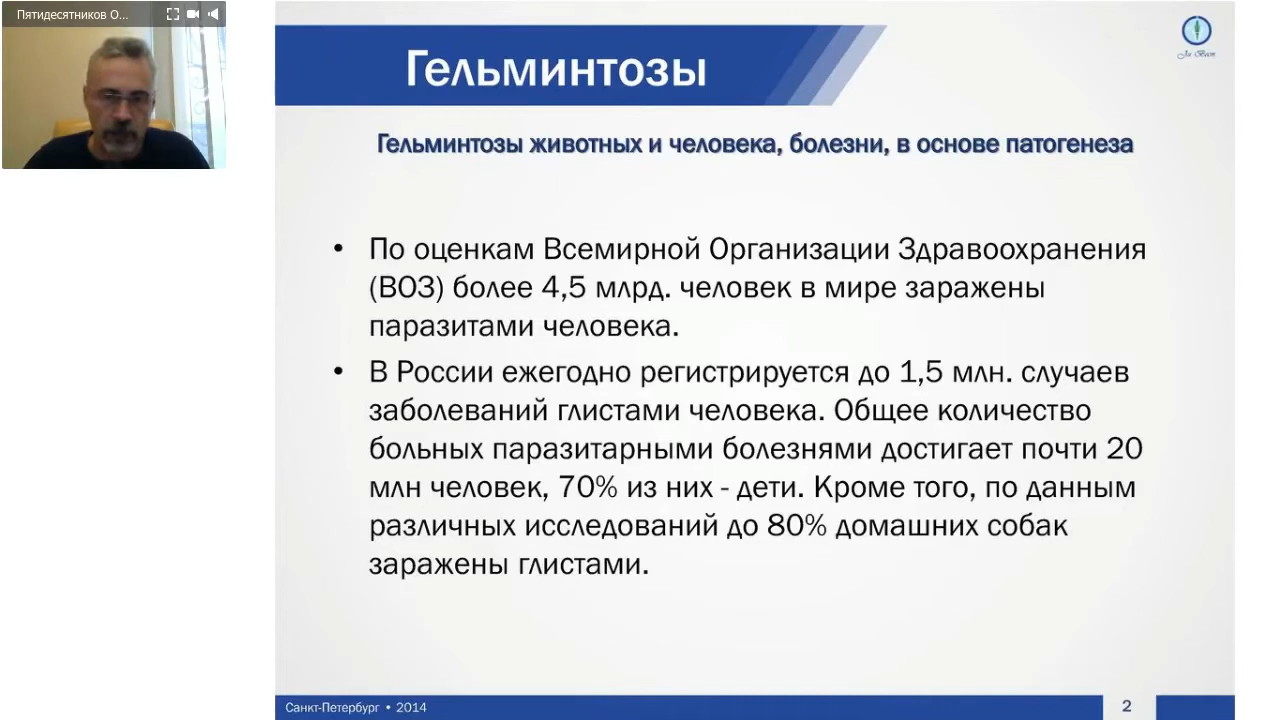 Пятидесятников О...
Гельминтозы
Ja Вест
Гельминтозы животных и человека, болезни, в основе патогенеза
• По оценкам Всемирной Организации Здравоохранения
(ВОЗ) более 4,5 млрд. человек в мире заражены
паразитами человека.
• В России ежегодно регистрируется до 1,5 млн. случаев
заболеваний глистами человека. Общее количество
больных паразитарными болезнями достигает почти 20
млн человек, 70% из них - дети. Кроме того, по данным
различных исследований до 80% домашних собак
заражены глистами.
Санкт-Петербург • 2014
2